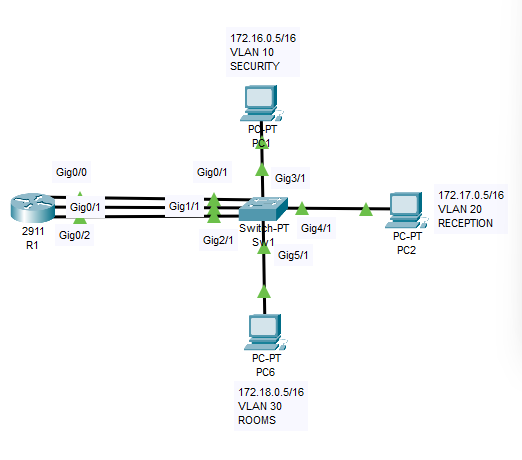 172.16.0.5/16
VLAN 10
SECURITY
PC-PT
PC1
Gig0/0
Gig0/1
Gig3/1
Gig0/1
Gig1/1
2911
R1
Gig0/2
Gig2/1
Switch-PT
Sw1
Gig4/1
Gig5/1
172.17.0.5/16
VLAN 20
RECEPTION
PC-PT
PC2
PC-PT
PC6
172.18.0.5/16
VLAN 30
ROOMS